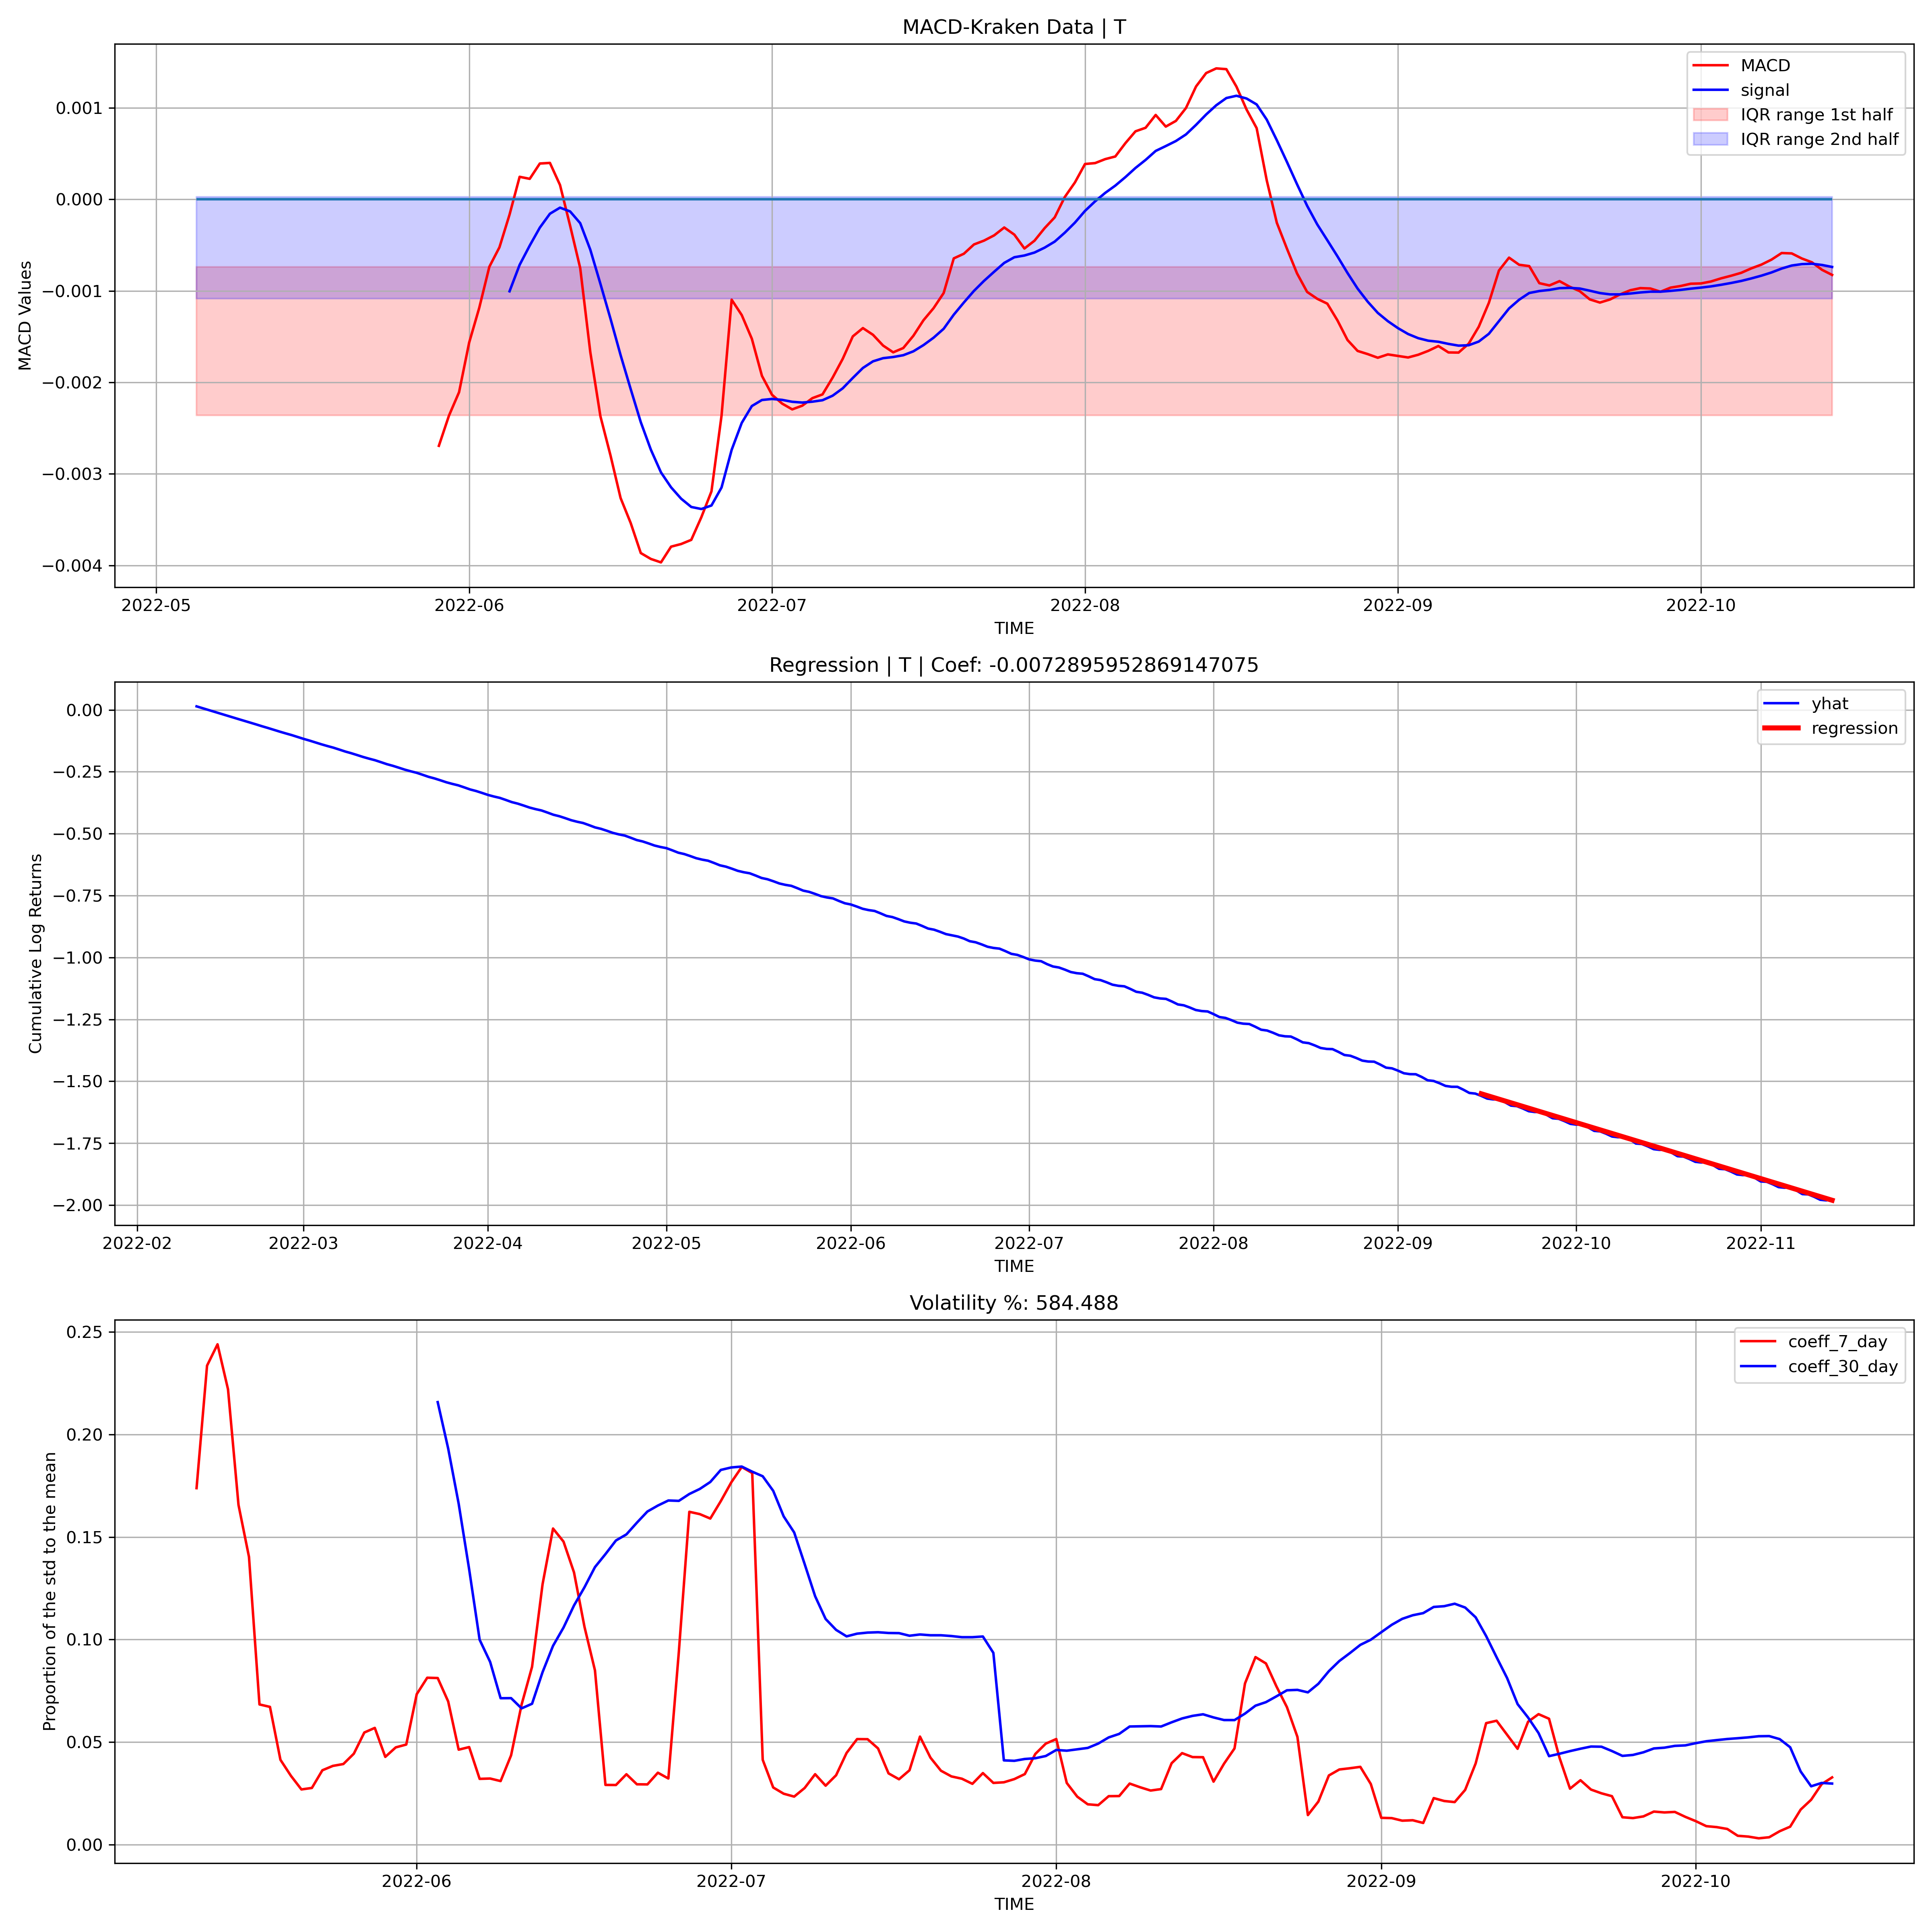 MACD-Kraken Data | T
MACD
signal
IQR range 1st half
IQR range 2nd half
MACD Values
0.001
0.000
−0.001
−0.002
−0.003
−0.004
2022-05 2022-06 2022-07 2022-08 2022-09 2022-10
TIME
Regression | T | Coef: -0.0072895952869147075
yhat
regression
Cumulative Log Returns
0.00
−0.25
−0.50
−0.75
−1.00
−1.25
−1.50
−1.75
−2.00
2022-02 2022-03 2022-04 2022-05 2022-06 2022-07 2022-08 2022-09 2022-10 2022-11
TIME
Volatility %: 584.488
coeff_7_day
coeff_30_day
Proportion of the std to the mean
0.25
0.20
0.15
0.10
0.05
0.00
2022-06 2022-07 2022-08 2022-09 2022-10
TIME